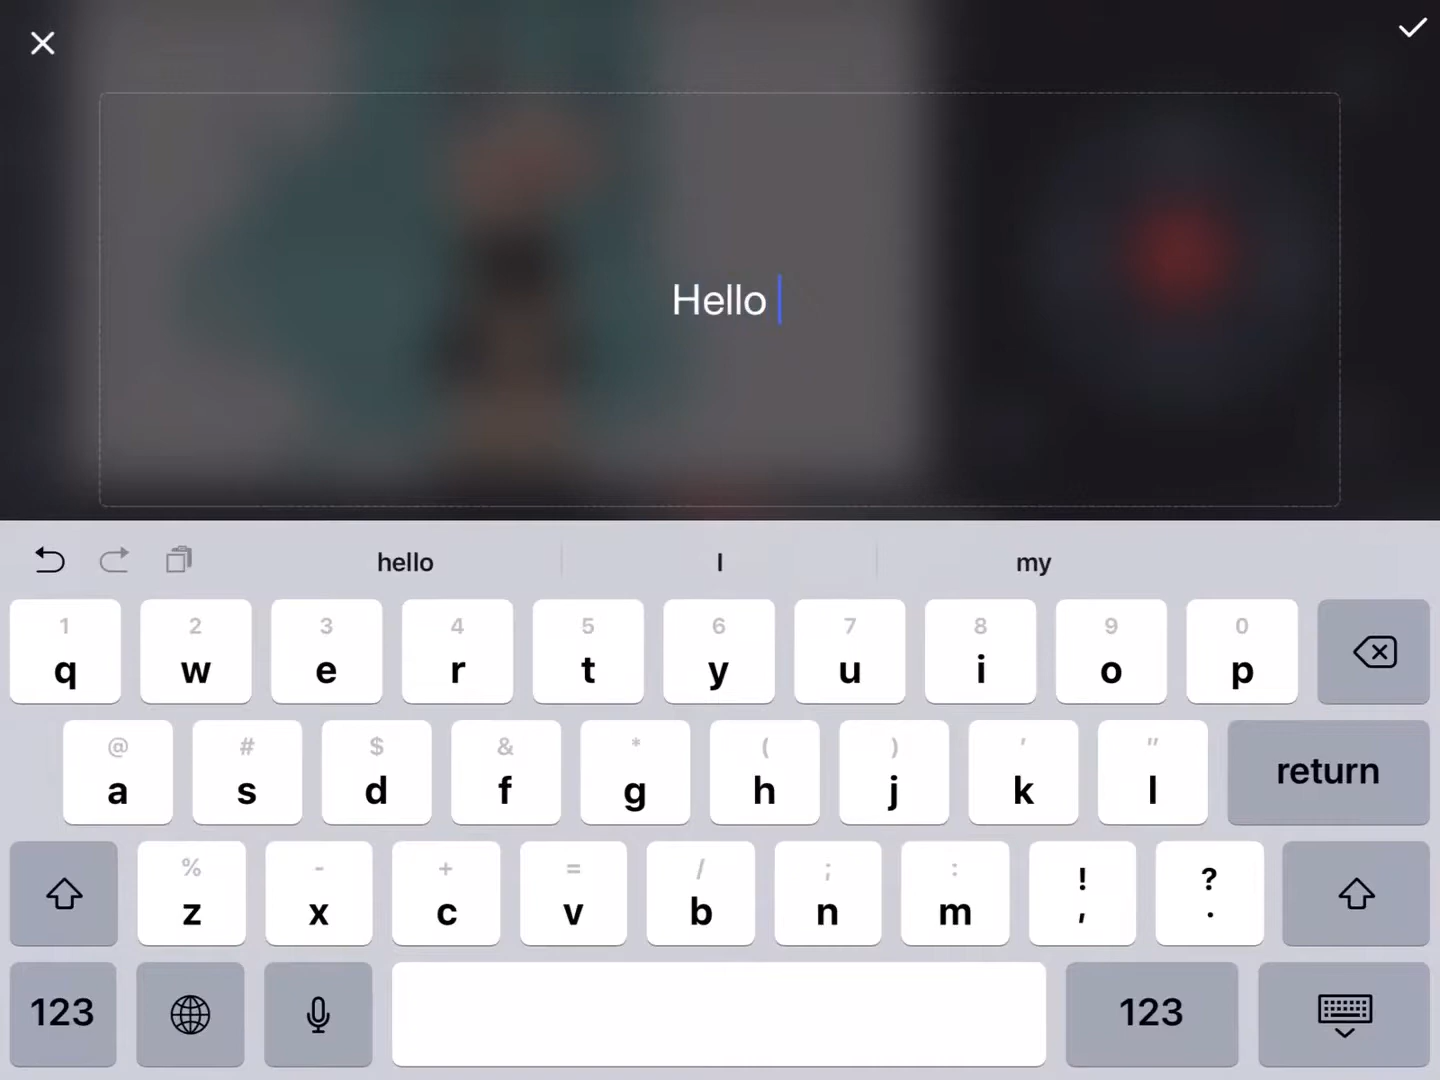 Hello
hello I my
1 2 3 4 5 6 7 8 9 0
q w e r t y u i o p
@ # $ & * ( ) ' "
a s d f g h j k l return
% - + = / ; : ! ?
z x c v b n m , .
123 123